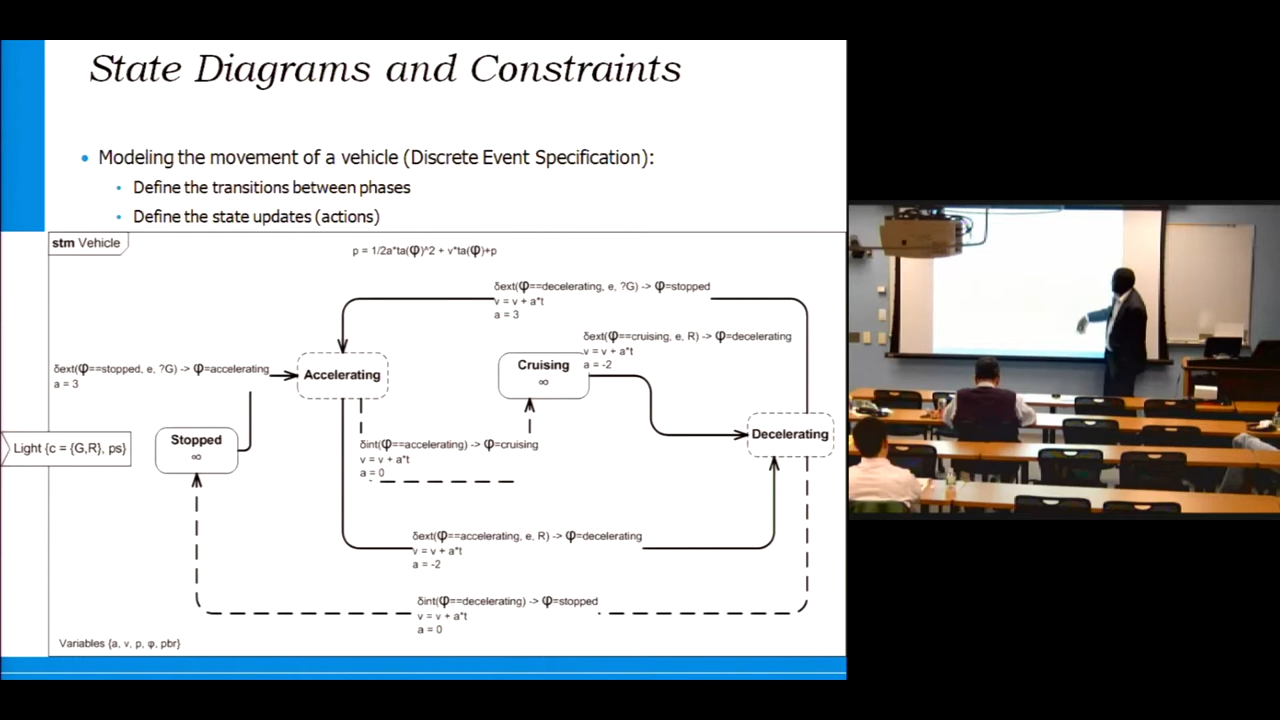 State Diagrams and Constraints
• Modeling the movement of a vehicle (Discrete Event Specification):
• Define the transitions between phases
• Define the state updates (actions)
stm Vehicle
p = 1/2a*ta(φ)^2 + v*ta(φ)+p
δext(φ==decelerating, e, ?G) -> φ=stopped
v = v + a*t
a = 3
δext(φ==cruising, e, R) -> φ=decelerating
v = v + a*t
a = -2
δext(φ==stopped, e, ?G) -> φ=accelerating
a = 3
Accelerating
Cruising
∞
Decelerating
Stopped
∞
Light {c = {G,R}, ps}
δint(φ==accelerating) -> φ=cruising
v = v + a*t
a = 0
δext(φ==accelerating, e, R) -> φ=decelerating
v = v + a*t
a = -2
δint(φ==decelerating) -> φ=stopped
v = v + a*t
a = 0
Variables {a, v, p, φ, pbr}